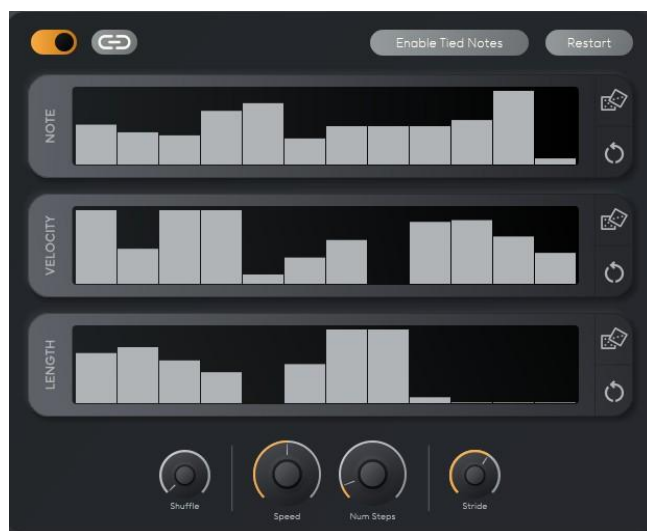 Enable Tied Notes
Restart
NOTE
VELOCITY
LENGTH
Shuffle
Speed
Num Steps
Stride